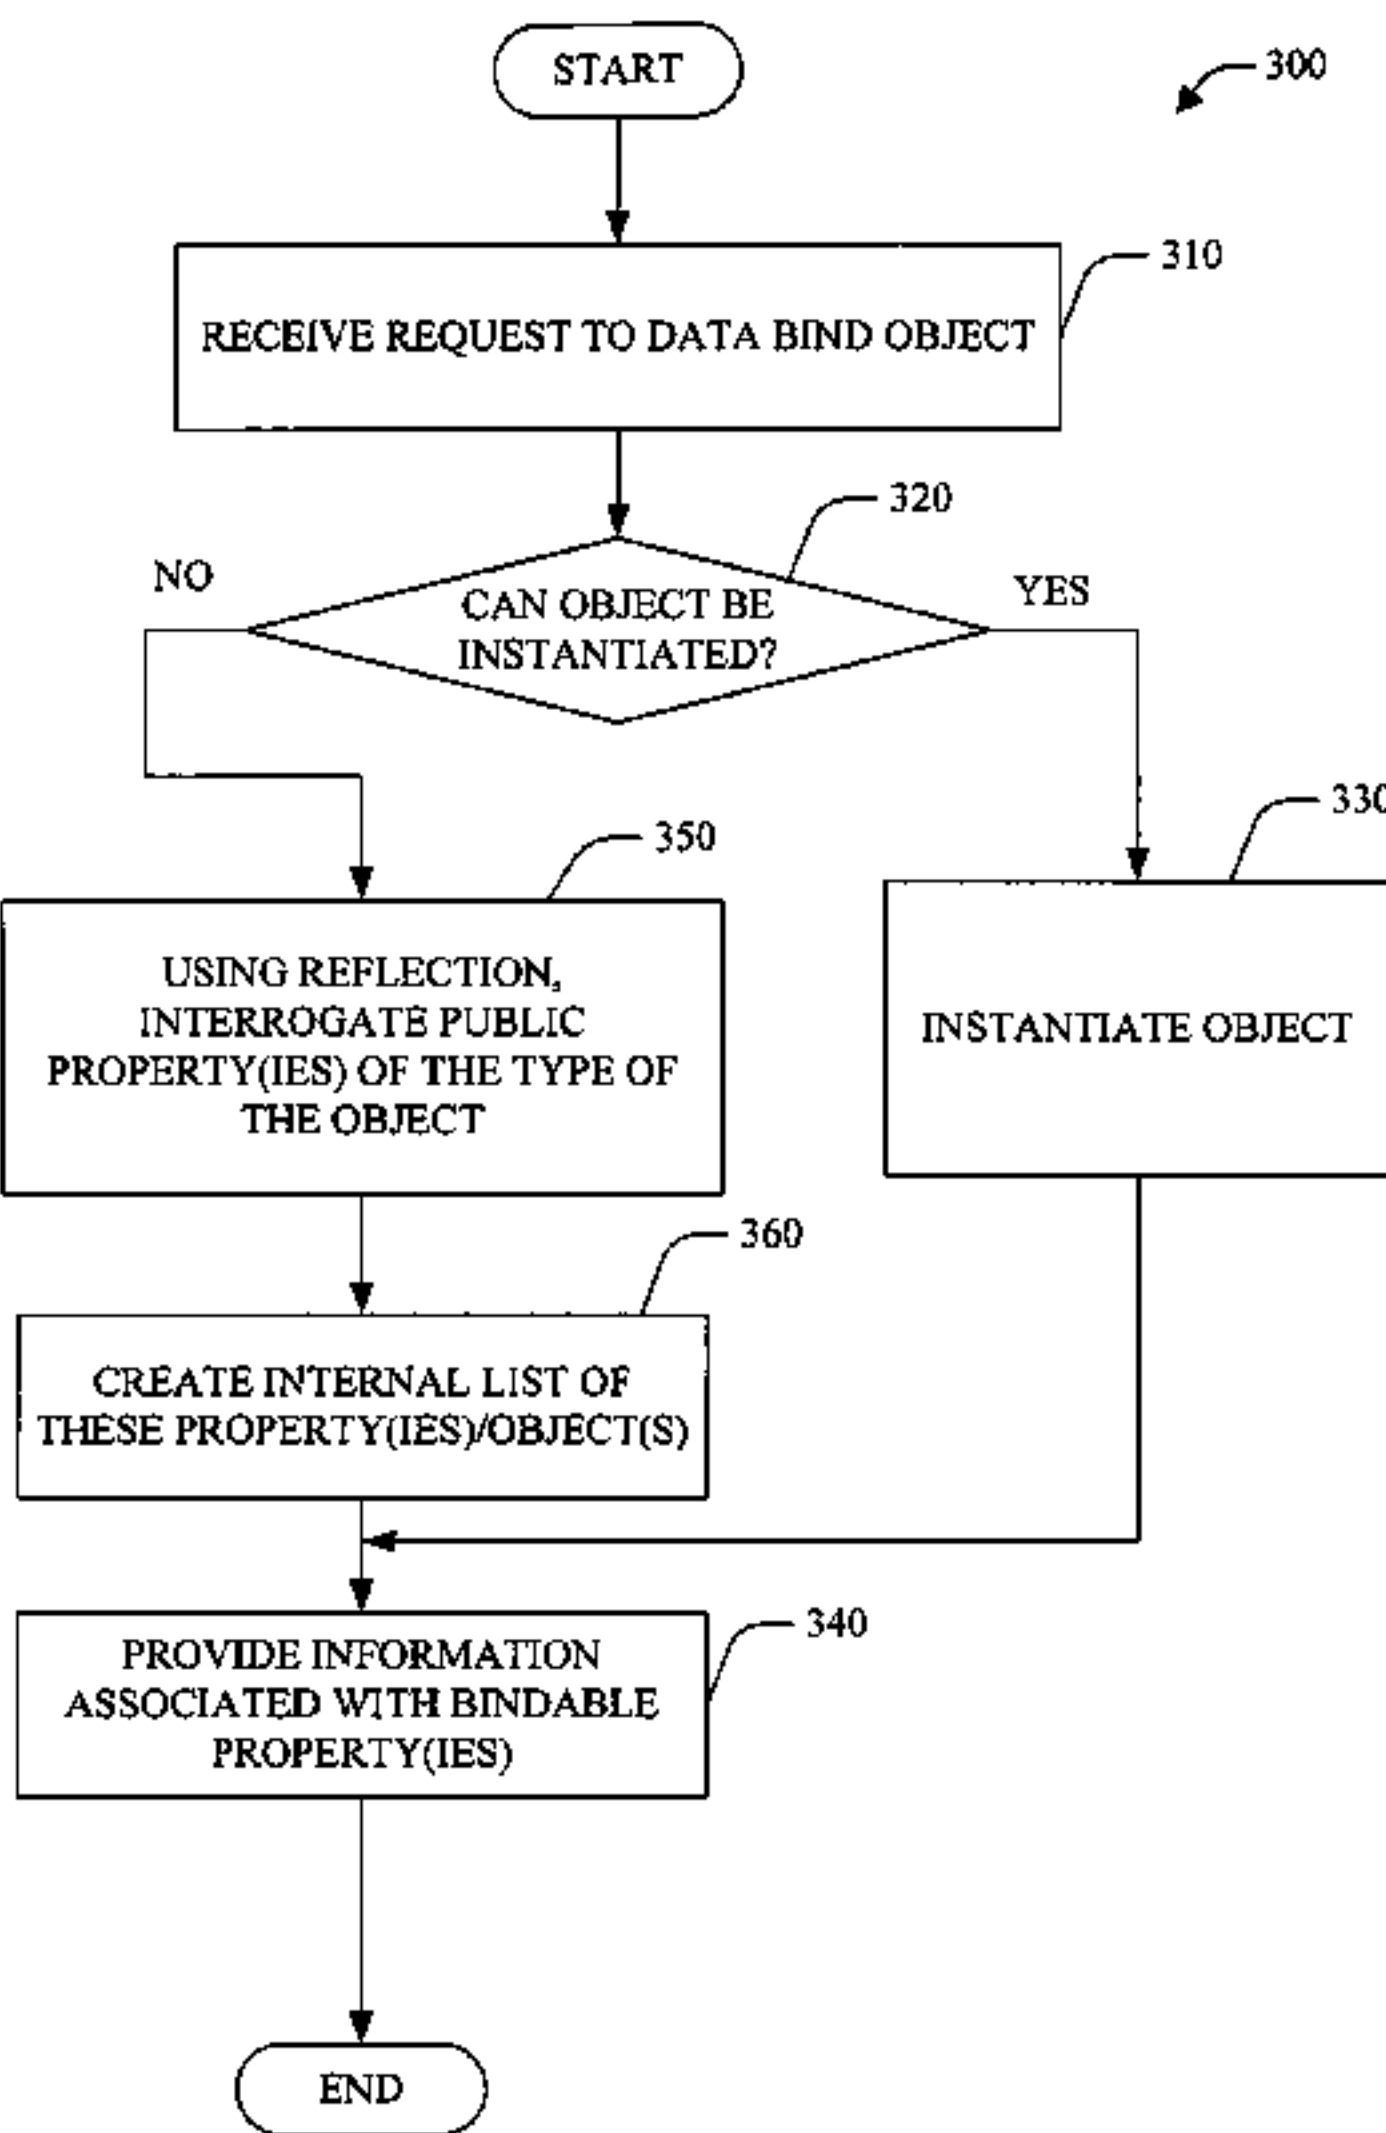 START
300
310
RECEIVE REQUEST TO DATA BIND OBJECT
320
NO
YES
CAN OBJECT BE
INSTANTIATED?
330
350
USING REFLECTION,
INTERROGATE PUBLIC
PROPERTY(IES) OF THE TYPE OF
THE OBJECT
INSTANTIATE OBJECT
360
CREATE INTERNAL LIST OF
THESE PROPERTY(IES)/OBJECT(S)
340
PROVIDE INFORMATION
ASSOCIATED WITH BINDABLE
PROPERTY(IES)
END